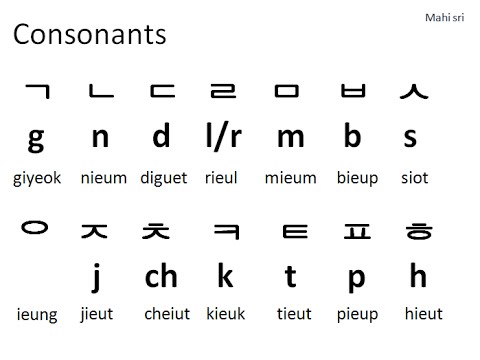 Mahi sri
Consonants
ㄱ ㄴ ㄷ ㄹ ㅁ ㅂ ㅅ
g n d l/r m b s
giyeok nieum diguet rieul mieum bieup siot
ㅇ ㅈ ㅊ ㅋ ㅌ ㅍ ㅎ
j ch k t p h
ieung jieut cheiut kieuk tieut pieup hieut